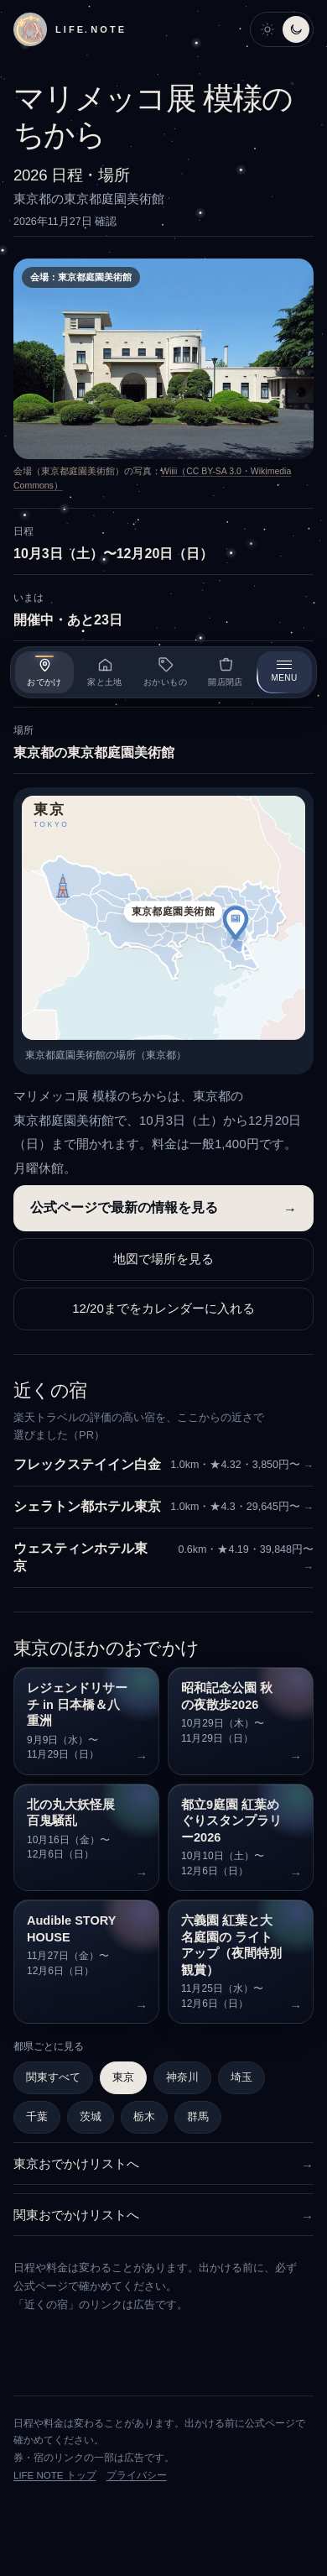 LIFE NOTE
マリメッコ展 模様の
ちから
2026 日程・場所
東京都の東京都庭園美術館
2026年11月27日 確認
会場：東京都庭園美術館
会場（東京都庭園美術館）の写真：Wiiii（CC BY-SA 3.0・Wikimedia
Commons）
日程
10月3日（土）〜12月20日（日）
いまは
開催中・あと23日
おでかけ
家と土地
おかいもの
開店閉店
MENU
場所
東京都の東京都庭園美術館
東京
TOKYO
東京都庭園美術館
東京都庭園美術館の場所（東京都）
マリメッコ展 模様のちからは、東京都の
東京都庭園美術館で、10月3日（土）から12月20日
（日）まで開かれます。料金は一般1,400円です。
月曜休館。
公式ページで最新の情報を見る →
地図で場所を見る
12/20までをカレンダーに入れる
近くの宿
楽天トラベルの評価の高い宿を、ここからの近さで
選びました（PR）
フレックステイイン白金 1.0km・★4.32・3,850円〜 →
シェラトン都ホテル東京 1.0km・★4.3・29,645円〜 →
ウェスティンホテル東
京
0.6km・★4.19・39,848円〜
→
東京のほかのおでかけ
レジェンドリサー
チ in 日本橋＆八
重洲
9月9日（水）〜
11月29日（日）
→
昭和記念公園 秋
の夜散歩2026
10月29日（木）〜
11月29日（日）
→
北の丸大妖怪展
百鬼騒乱
10月16日（金）〜
12月6日（日）
→
都立9庭園 紅葉め
ぐりスタンプラリ
ー2026
10月10日（土）〜
12月6日（日）
→
Audible STORY
HOUSE
11月27日（金）〜
12月6日（日）
→
六義園 紅葉と大
名庭園の ライト
アップ（夜間特別
観賞）
11月25日（水）〜
12月6日（日）
→
都県ごとに見る
関東すべて
東京
神奈川
埼玉
千葉
茨城
栃木
群馬
東京おでかけリストへ →
関東おでかけリストへ →
日程や料金は変わることがあります。出かける前に、必ず
公式ページで確かめてください。
「近くの宿」のリンクは広告です。
日程や料金は変わることがあります。出かける前に公式ページで
確かめてください。
券・宿のリンクの一部は広告です。
LIFE NOTE トップ プライバシー